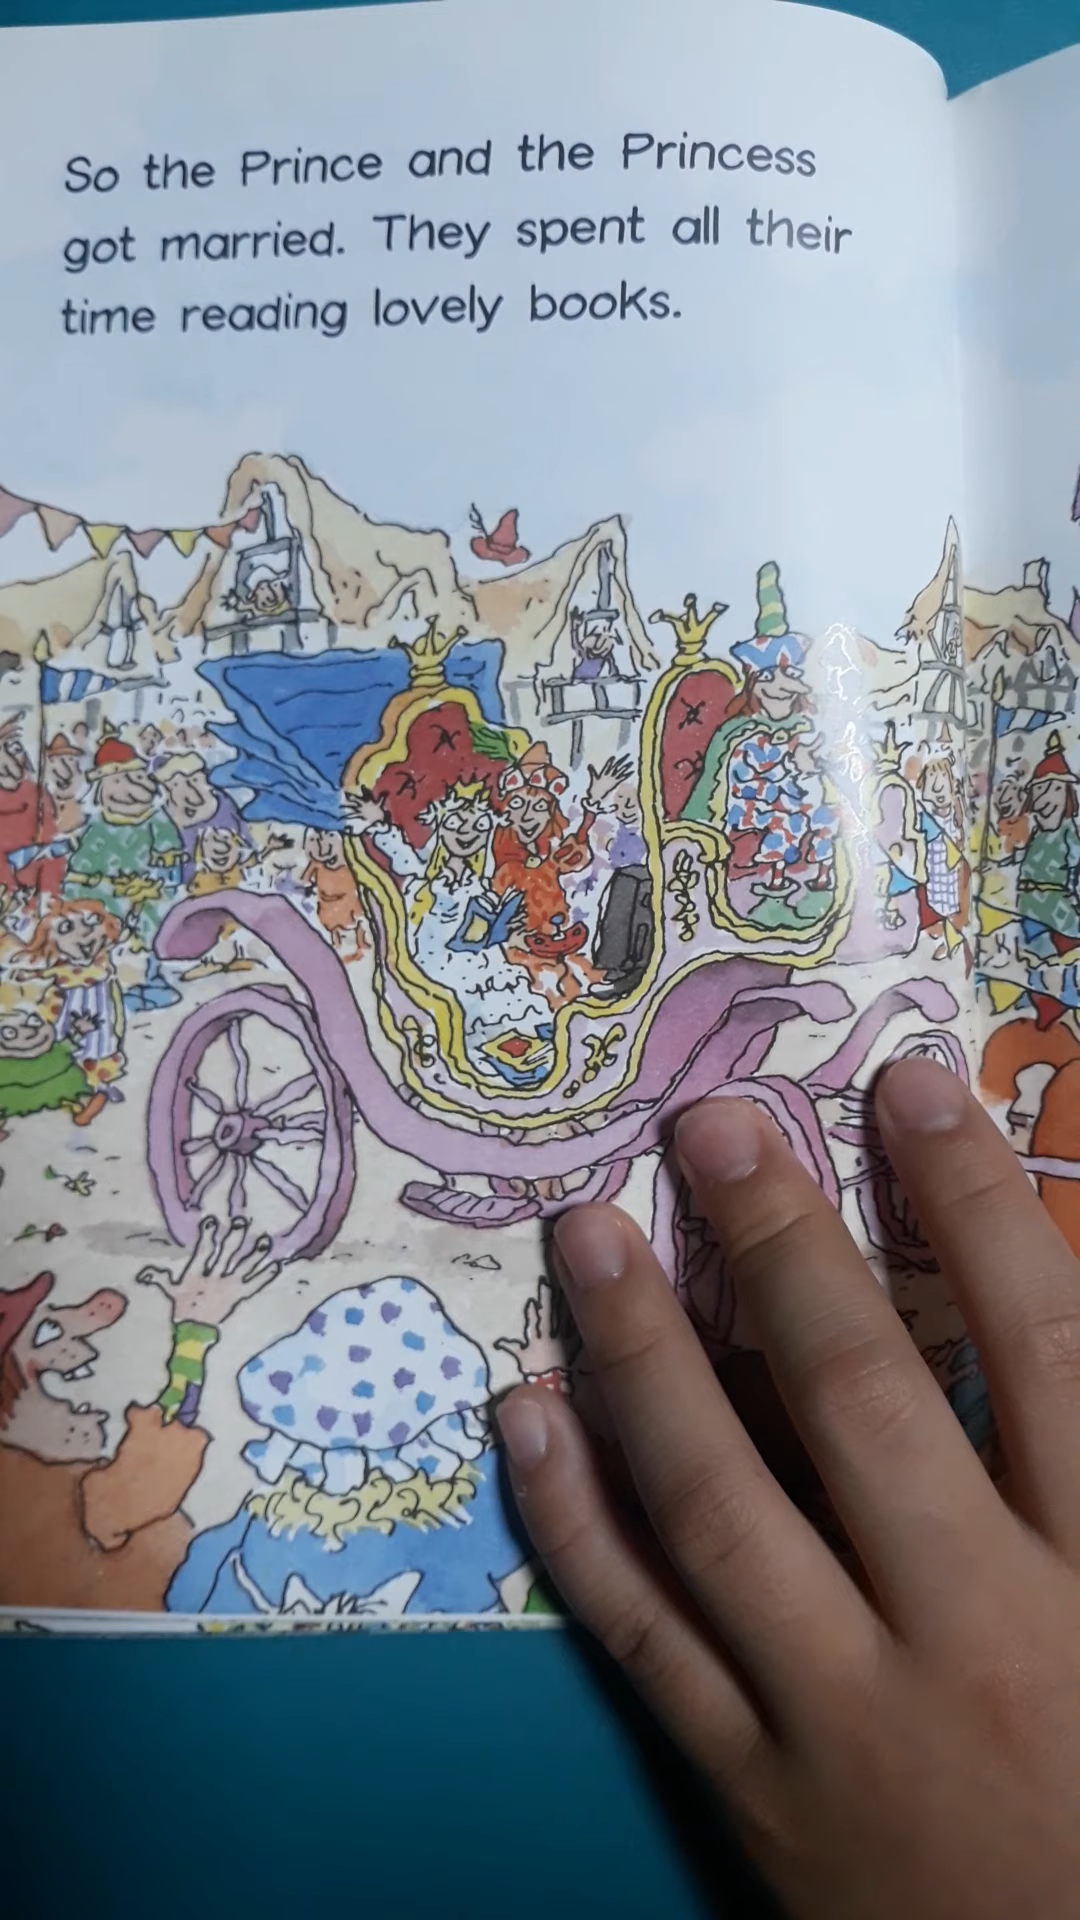 So the Prince and the Princess
got married. They spent all their
time reading lovely books.